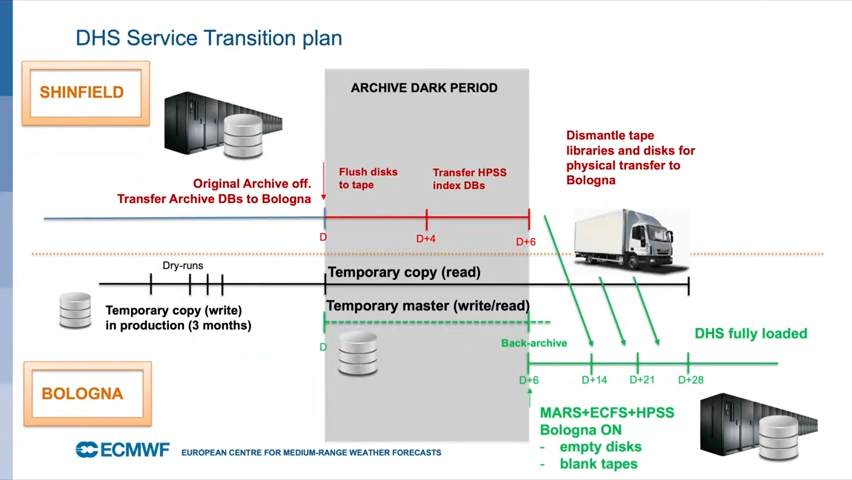 DHS Service Transition plan
SHINFIELD
ARCHIVE DARK PERIOD
Original Archive off.
Transfer Archive DBs to Bologna
Flush disks
to tape
Transfer HPSS
index DBs
Dismantle tape
libraries and disks for
physical transfer to
Bologna
D
D+4
D+6
Dry-runs
Temporary copy (read)
Temporary copy (write)
in production (3 months)
Temporary master (write/read)
D
Back-archive
DHS fully loaded
D+6
D+14
D+21
D+28
BOLOGNA
MARS+ECFS+HPSS
Bologna ON
- empty disks
- blank tapes
ECMWF
EUROPEAN CENTRE FOR MEDIUM-RANGE WEATHER FORECASTS